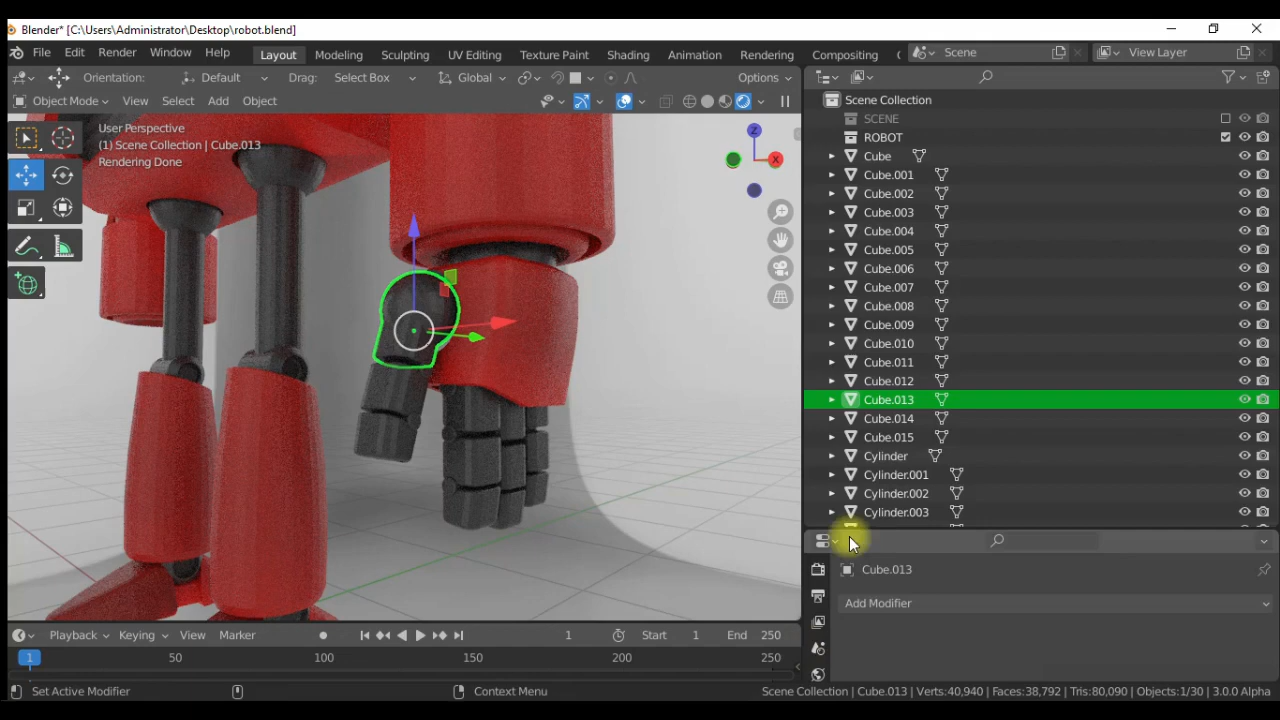 Blender* [C:\Users\Administrator\Desktop\robot.blend]
File Edit Render Window Help Layout Modeling Sculpting UV Editing Texture Paint Shading Animation Rendering Compositing Scene View Layer
Orientation: Default Drag: Select Box Global Options
Object Mode View Select Add Object
User Perspective
(1) Scene Collection | Cube.013
Rendering Done
Z
X
Scene Collection
SCENE
ROBOT
Cube
Cube.001
Cube.002
Cube.003
Cube.004
Cube.005
Cube.006
Cube.007
Cube.008
Cube.009
Cube.010
Cube.011
Cube.012
Cube.013
Cube.014
Cube.015
Cylinder
Cylinder.001
Cylinder.002
Cylinder.003
Cube.013
Add Modifier
Playback Keying View Marker 1 Start 1 End 250
1 50 100 150 200 250
Set Active Modifier Context Menu Scene Collection | Cube.013 | Verts:40,940 | Faces:38,792 | Tris:80,090 | Objects:1/30 | 3.0.0 Alpha